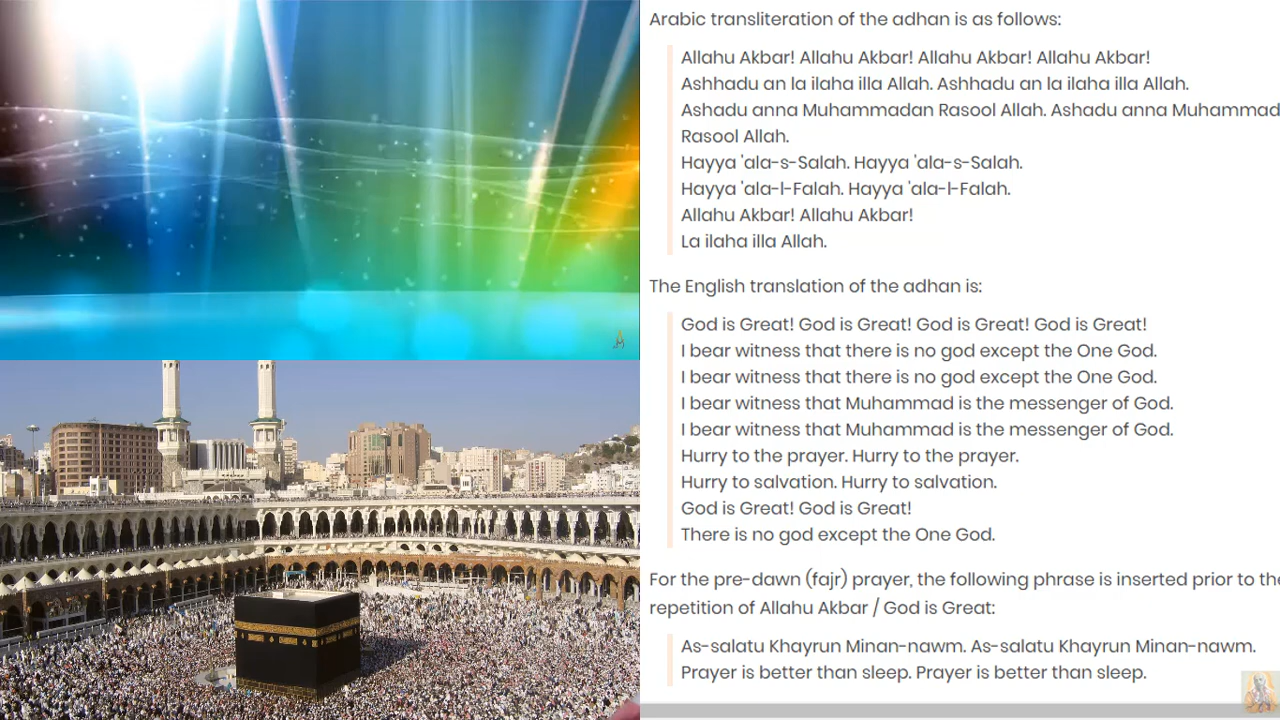 Arabic transliteration of the adhan is as follows:
Allahu Akbar! Allahu Akbar! Allahu Akbar! Allahu Akbar!
Ashhadu an la ilaha illa Allah. Ashhadu an la ilaha illa Allah.
Ashadu anna Muhammadan Rasool Allah. Ashadu anna Muhammad
Rasool Allah.
Hayya 'ala-s-Salah. Hayya 'ala-s-Salah.
Hayya 'ala-l-Falah. Hayya 'ala-l-Falah.
Allahu Akbar! Allahu Akbar!
La ilaha illa Allah.
The English translation of the adhan is:
God is Great! God is Great! God is Great! God is Great!
I bear witness that there is no god except the One God.
I bear witness that there is no god except the One God.
I bear witness that Muhammad is the messenger of God.
I bear witness that Muhammad is the messenger of God.
Hurry to the prayer. Hurry to the prayer.
Hurry to salvation. Hurry to salvation.
God is Great! God is Great!
There is no god except the One God.
For the pre-dawn (fajr) prayer, the following phrase is inserted prior to the
repetition of Allahu Akbar / God is Great:
As-salatu Khayrun Minan-nawm. As-salatu Khayrun Minan-nawm.
Prayer is better than sleep. Prayer is better than sleep.